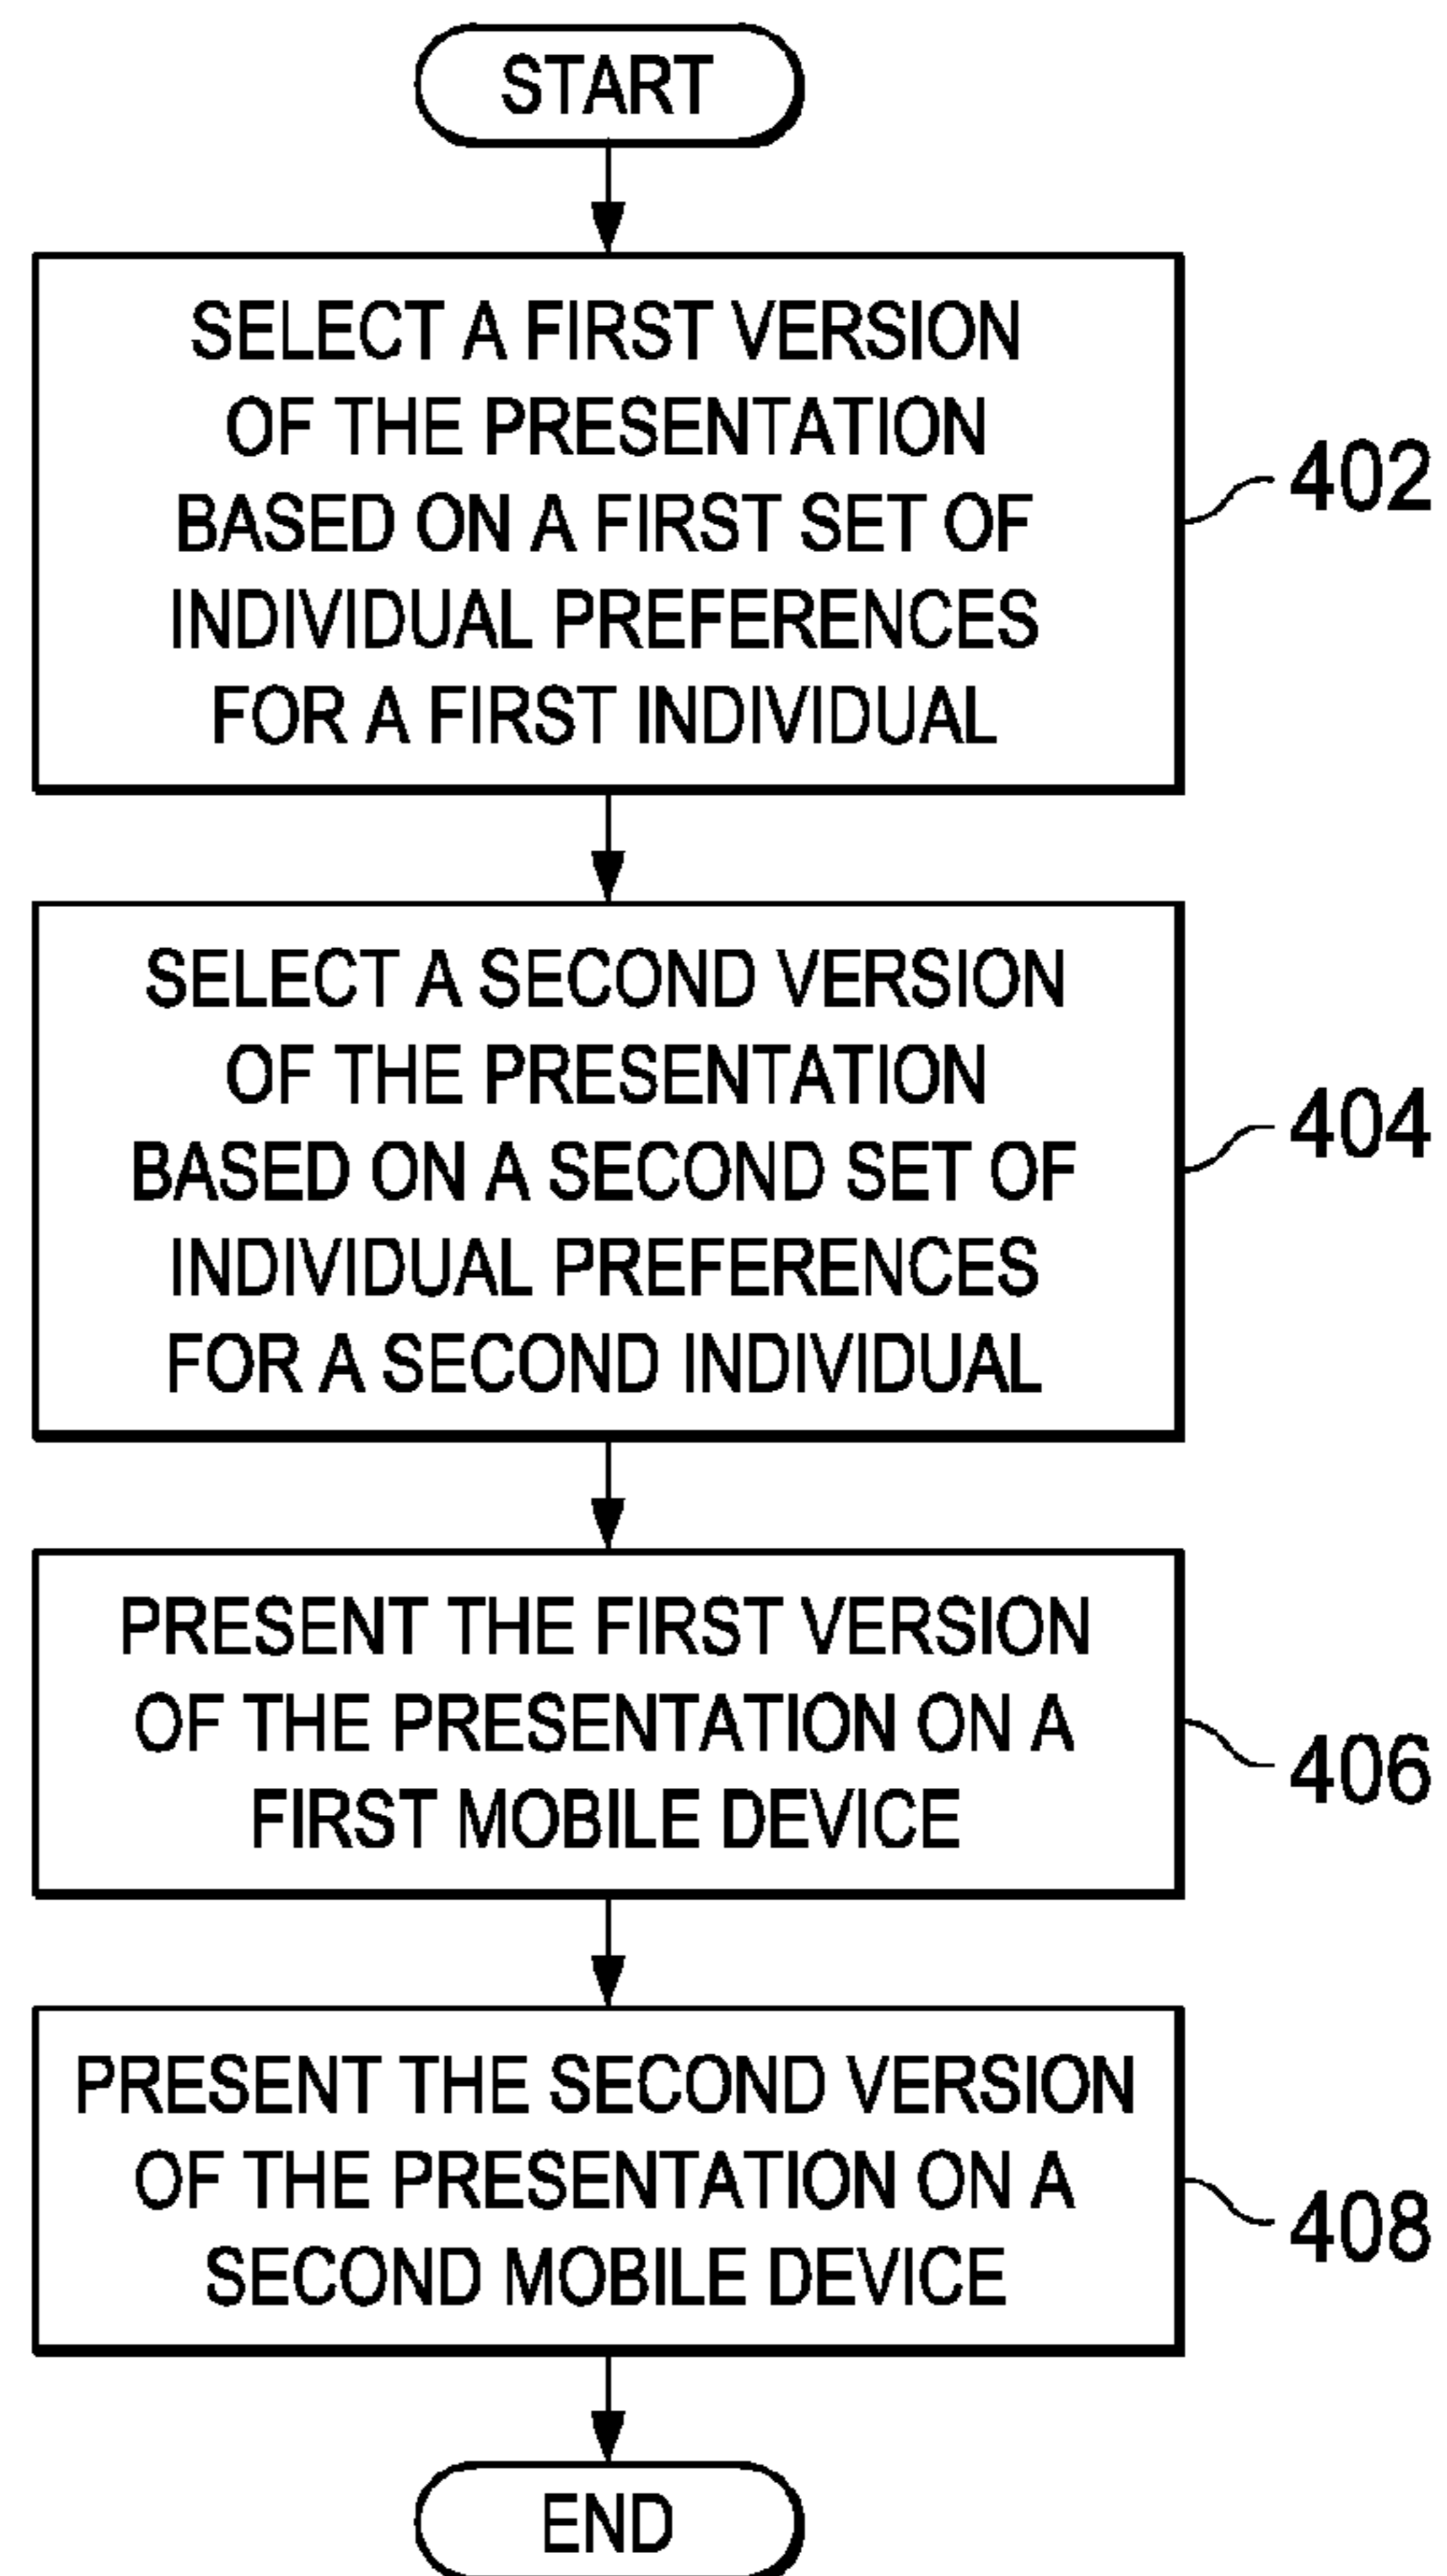 START
SELECT A FIRST VERSION
OF THE PRESENTATION
BASED ON A FIRST SET OF
INDIVIDUAL PREFERENCES
FOR A FIRST INDIVIDUAL
402
SELECT A SECOND VERSION
OF THE PRESENTATION
BASED ON A SECOND SET OF
INDIVIDUAL PREFERENCES
FOR A SECOND INDIVIDUAL
404
PRESENT THE FIRST VERSION
OF THE PRESENTATION ON A
FIRST MOBILE DEVICE
406
PRESENT THE SECOND VERSION
OF THE PRESENTATION ON A
SECOND MOBILE DEVICE
408
END